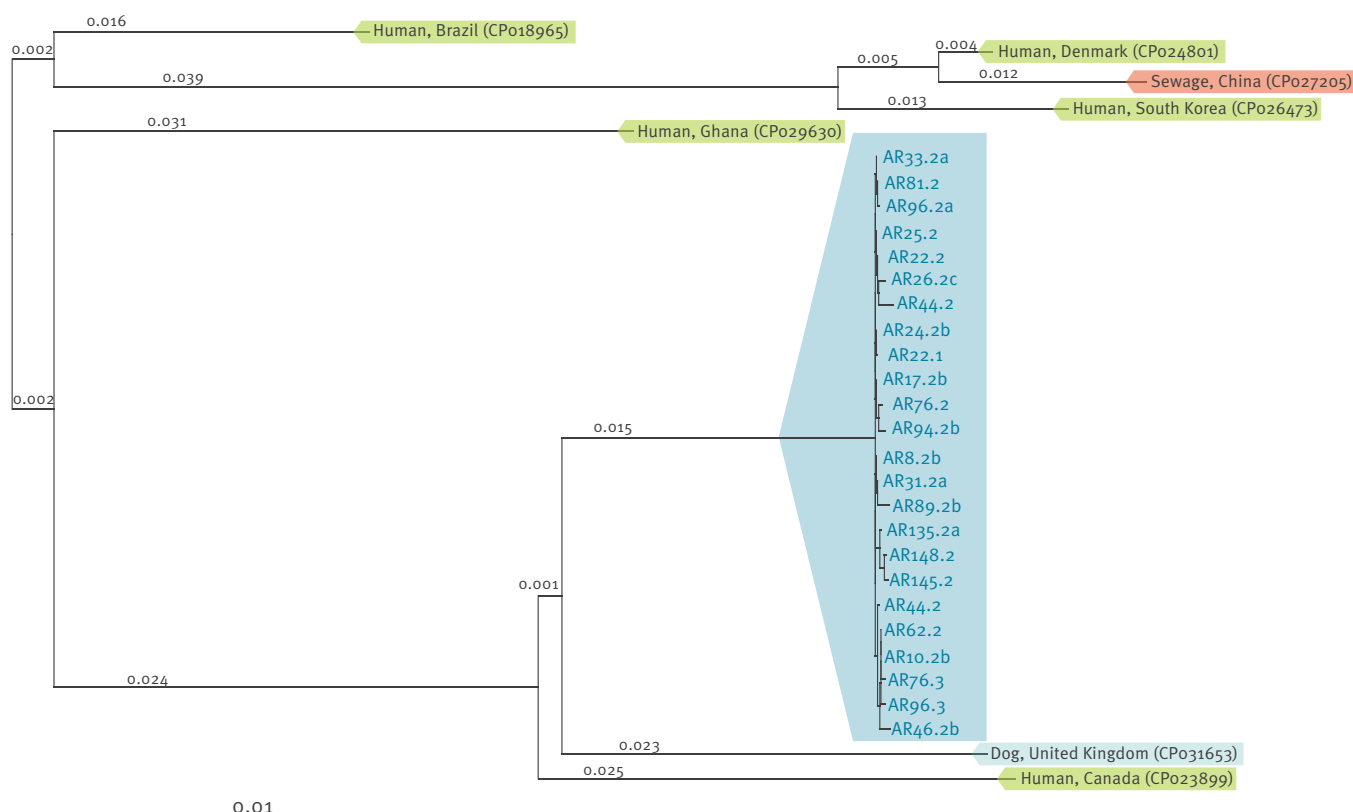 0.016
Human, Brazil (CP018965)
0.002
0.004
Human, Denmark (CP024801)
0.005
0.039
0.012
Sewage, China (CP027205)
0.013
Human, South Korea (CP026473)
0.031
Human, Ghana (CP029630)
AR33.2a
AR81.2
AR96.2a
AR25.2
AR22.2
AR26.2c
AR44.2
AR24.2b
AR22.1
AR17.2b
0.002
AR76.2
AR94.2b
0.015
AR8.2b
AR31.2a
AR89.2b
AR135.2a
AR148.2
AR145.2
0.001
AR44.2
AR62.2
AR10.2b
0.024
AR76.3
AR96.3
AR46.2b
0.023
Dog, United Kingdom (CP031653)
0.025
Human, Canada (CP023899)
0.01